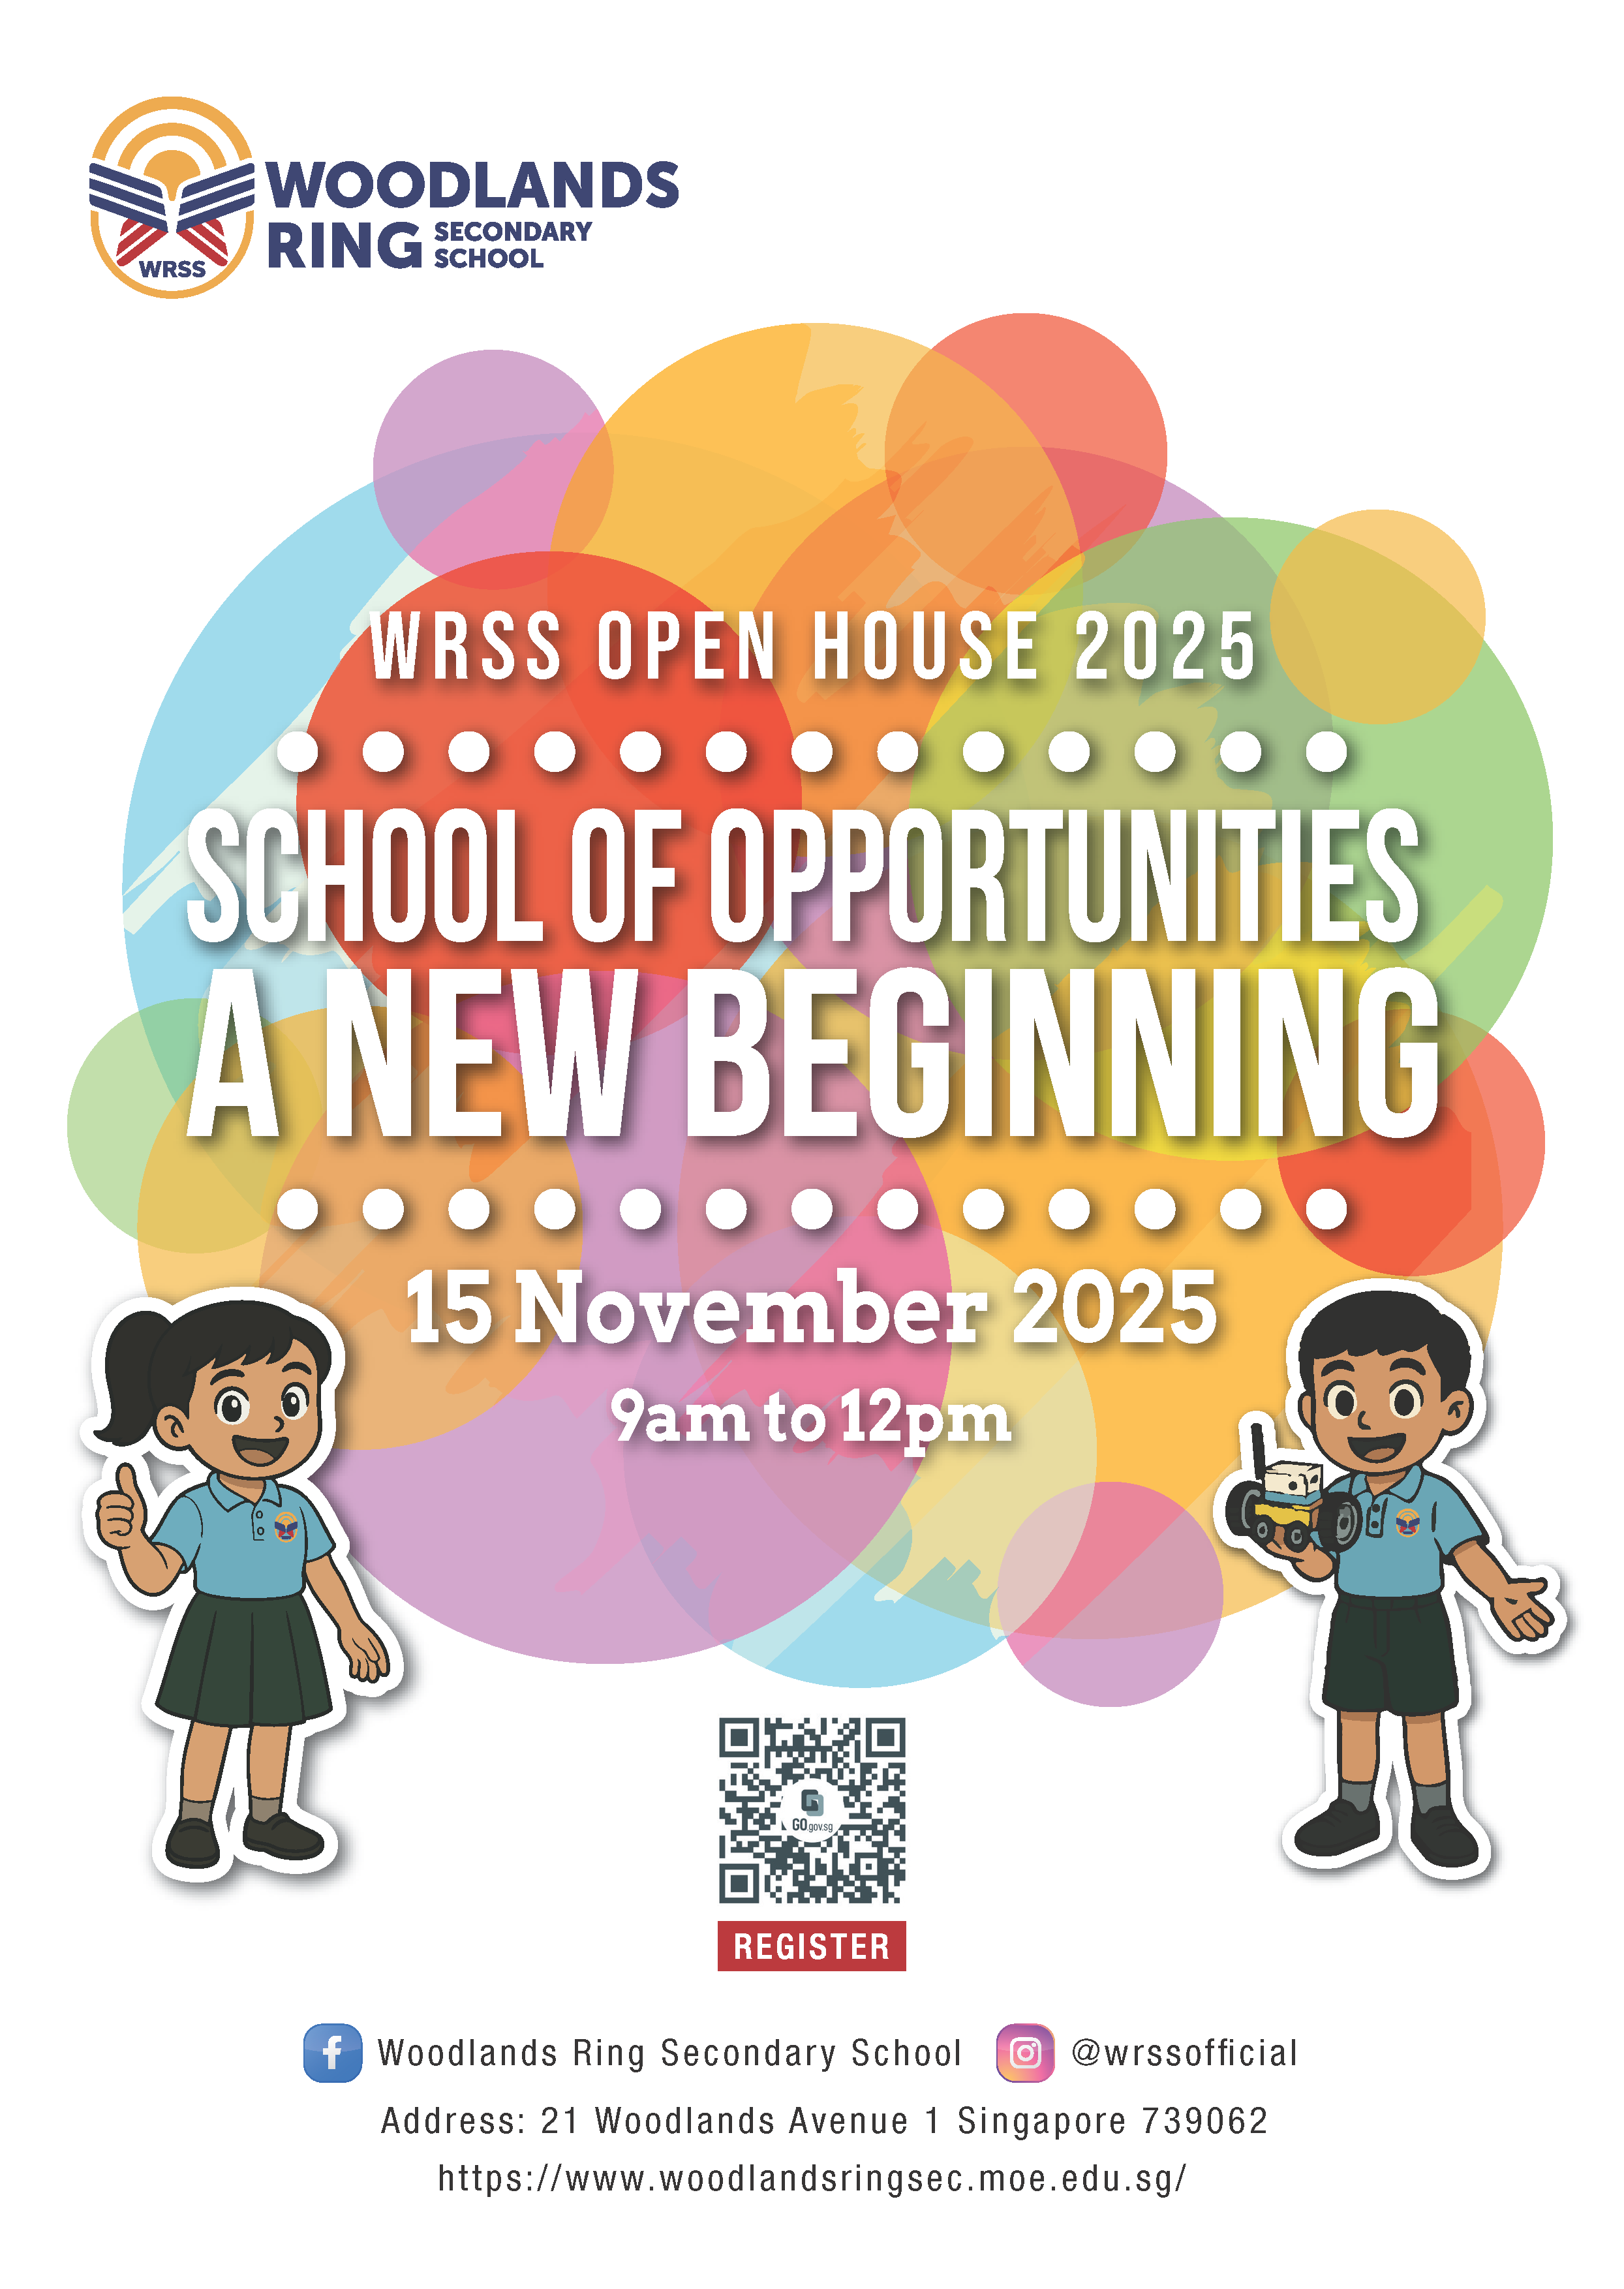 WRSS
WOODLANDS
RING SECONDARY
SCHOOL
WRSS OPEN HOUSE 2025
SCHOOL OF OPPORTUNITIES
A NEW BEGINNING
15 November 2025
9am to 12pm
GO.gov.sg
REGISTER
Woodlands Ring Secondary School @wrssofficial
Address: 21 Woodlands Avenue 1 Singapore 739062
https://www.woodlandsringsec.moe.edu.sg/